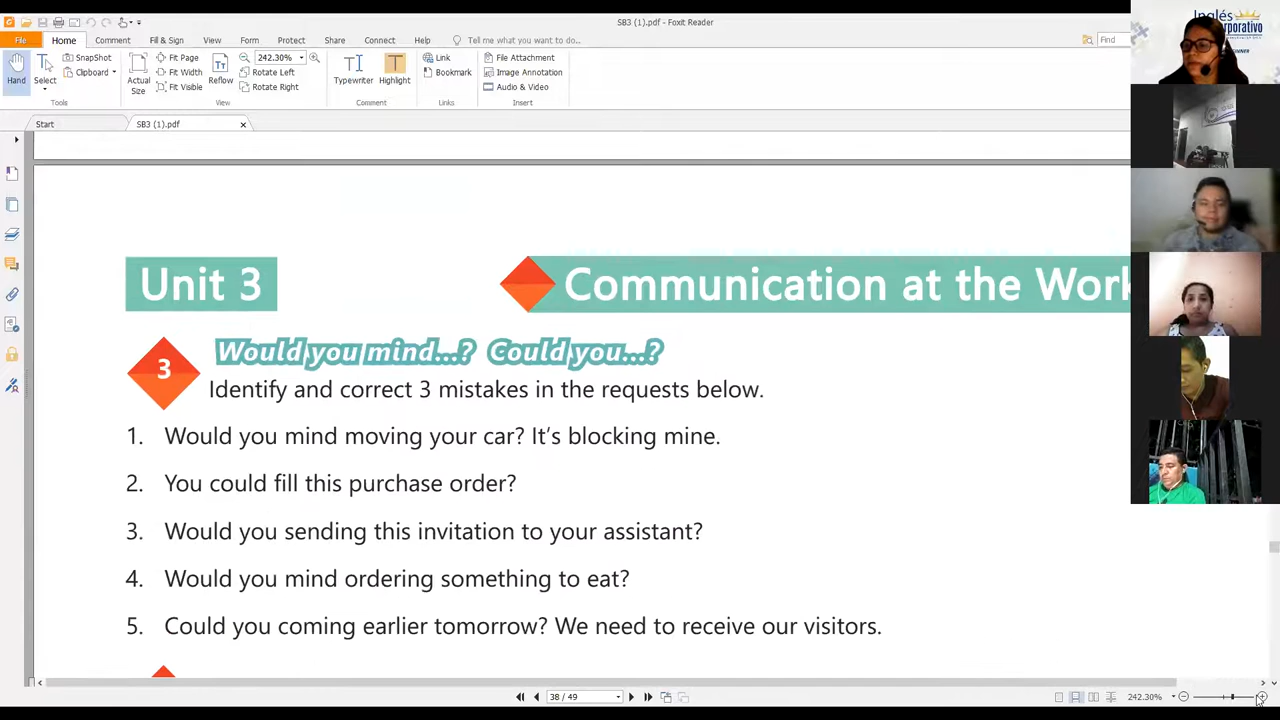 SB3 (1).pdf - Foxit Reader
File Home Comment Fill & Sign View Form Protect Share Connect Help Tell me what you want to do... Find
Hand
Select
SnapShot
Clipboard
Tools
Actual Size
Fit Page
Fit Width
Fit Visible
Reflow
242.30%
Rotate Left
Rotate Right
View
Typewriter
Highlight
Comment
Link
Bookmark
Links
File Attachment
Image Annotation
Audio & Video
Insert
Start SB3 (1).pdf
Inglés
Unit 3 Communication at the Work
3 Would you mind...? Could you...?
Identify and correct 3 mistakes in the requests below.
1. Would you mind moving your car? It’s blocking mine.
2. You could fill this purchase order?
3. Would you sending this invitation to your assistant?
4. Would you mind ordering something to eat?
5. Could you coming earlier tomorrow? We need to receive our visitors.
38 / 49 242.30%